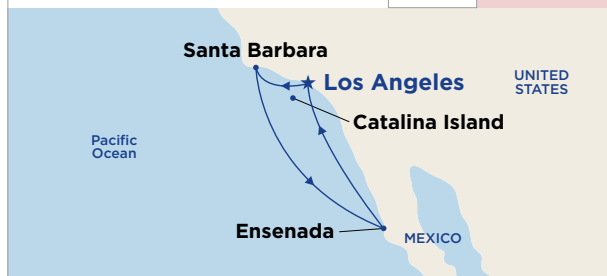 Santa Barbara
Los Angeles
UNITED
STATES
Catalina Island
Pacific
Ocean
Ensenada
MEXICO